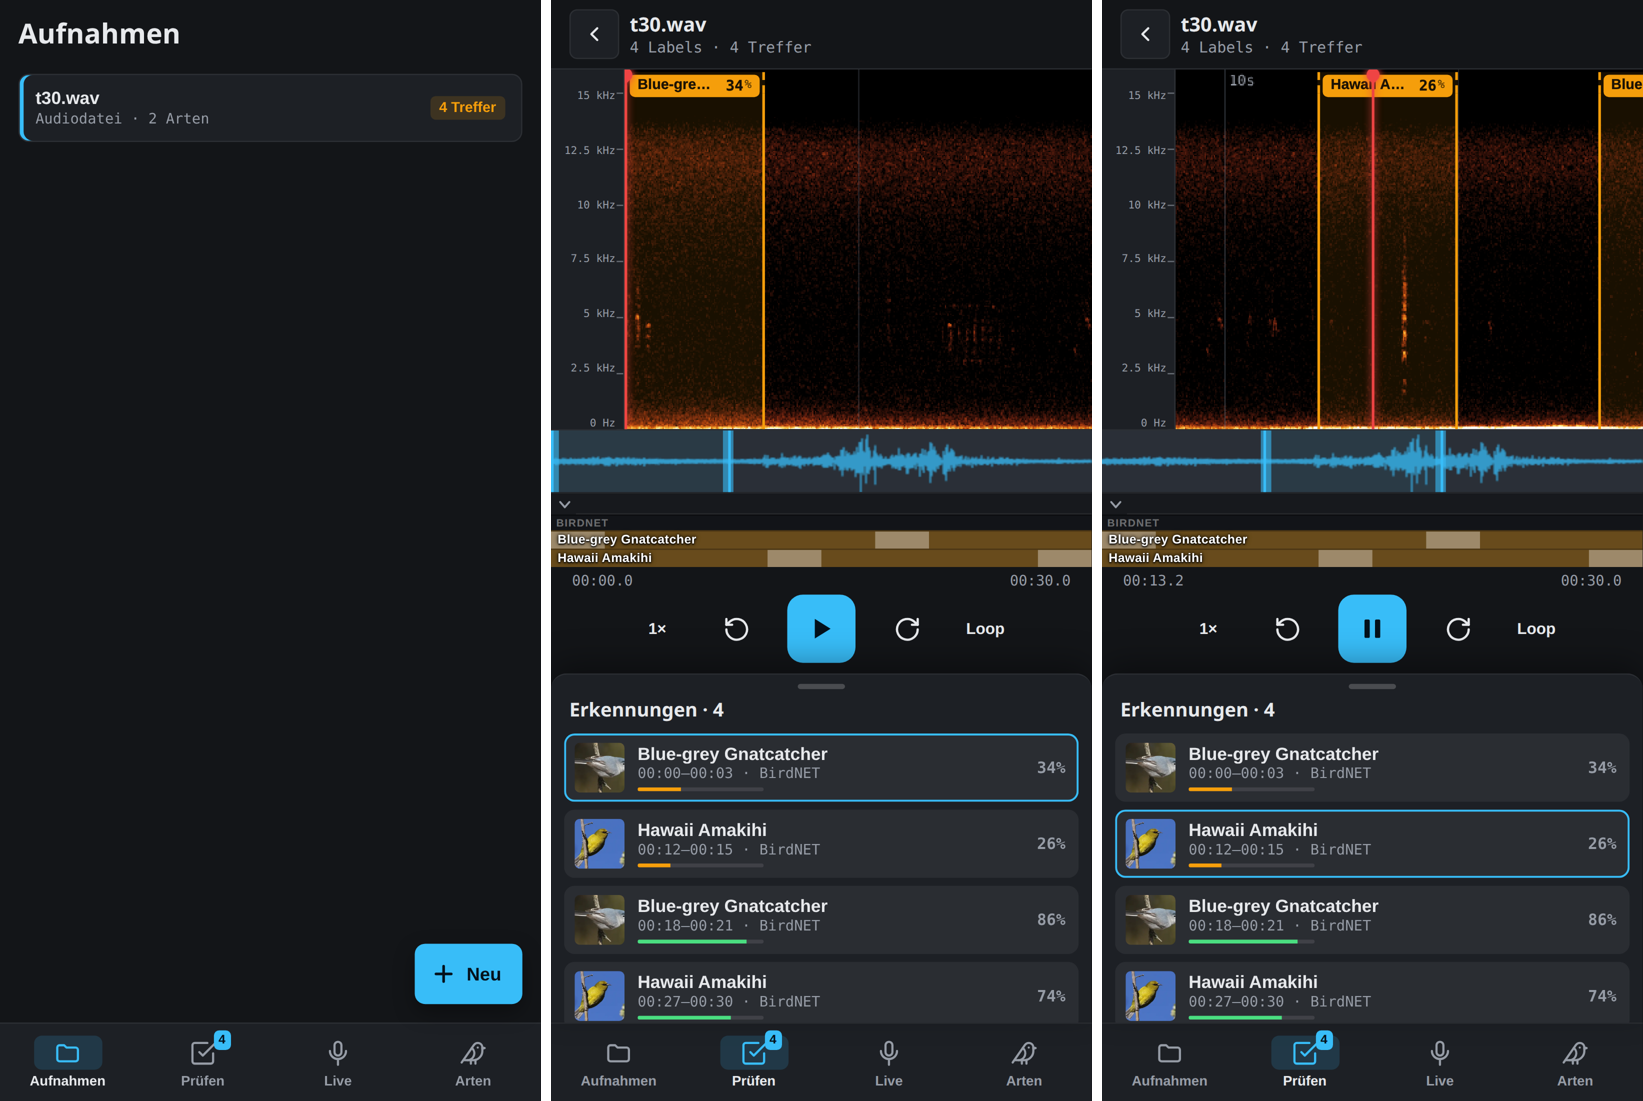 Aufnahmen
t30.wav
Audiodatei · 2 Arten
4 Treffer
+ Neu
4
Aufnahmen
Prüfen
Live
Arten
t30.wav
4 Labels · 4 Treffer
Blue-gre... 34%
15 kHz
12.5 kHz
10 kHz
7.5 kHz
5 kHz
2.5 kHz
0 Hz
BIRDNET
Blue-grey Gnatcatcher
Hawaii Amakihi
00:00.0
00:30.0
1×
Loop
Erkennungen · 4
Blue-grey Gnatcatcher
00:00–00:03 · BirdNET
34%
Hawaii Amakihi
00:12–00:15 · BirdNET
26%
Blue-grey Gnatcatcher
00:18–00:21 · BirdNET
86%
Hawaii Amakihi
00:27–00:30 · BirdNET
74%
4
Aufnahmen
Prüfen
Live
Arten
t30.wav
4 Labels · 4 Treffer
10s
Hawaii A... 26%
Blue
15 kHz
12.5 kHz
10 kHz
7.5 kHz
5 kHz
2.5 kHz
0 Hz
BIRDNET
Blue-grey Gnatcatcher
Hawaii Amakihi
00:13.2
00:30.0
1×
Loop
Erkennungen · 4
Blue-grey Gnatcatcher
00:00–00:03 · BirdNET
34%
Hawaii Amakihi
00:12–00:15 · BirdNET
26%
Blue-grey Gnatcatcher
00:18–00:21 · BirdNET
86%
Hawaii Amakihi
00:27–00:30 · BirdNET
74%
4
Aufnahmen
Prüfen
Live
Arten